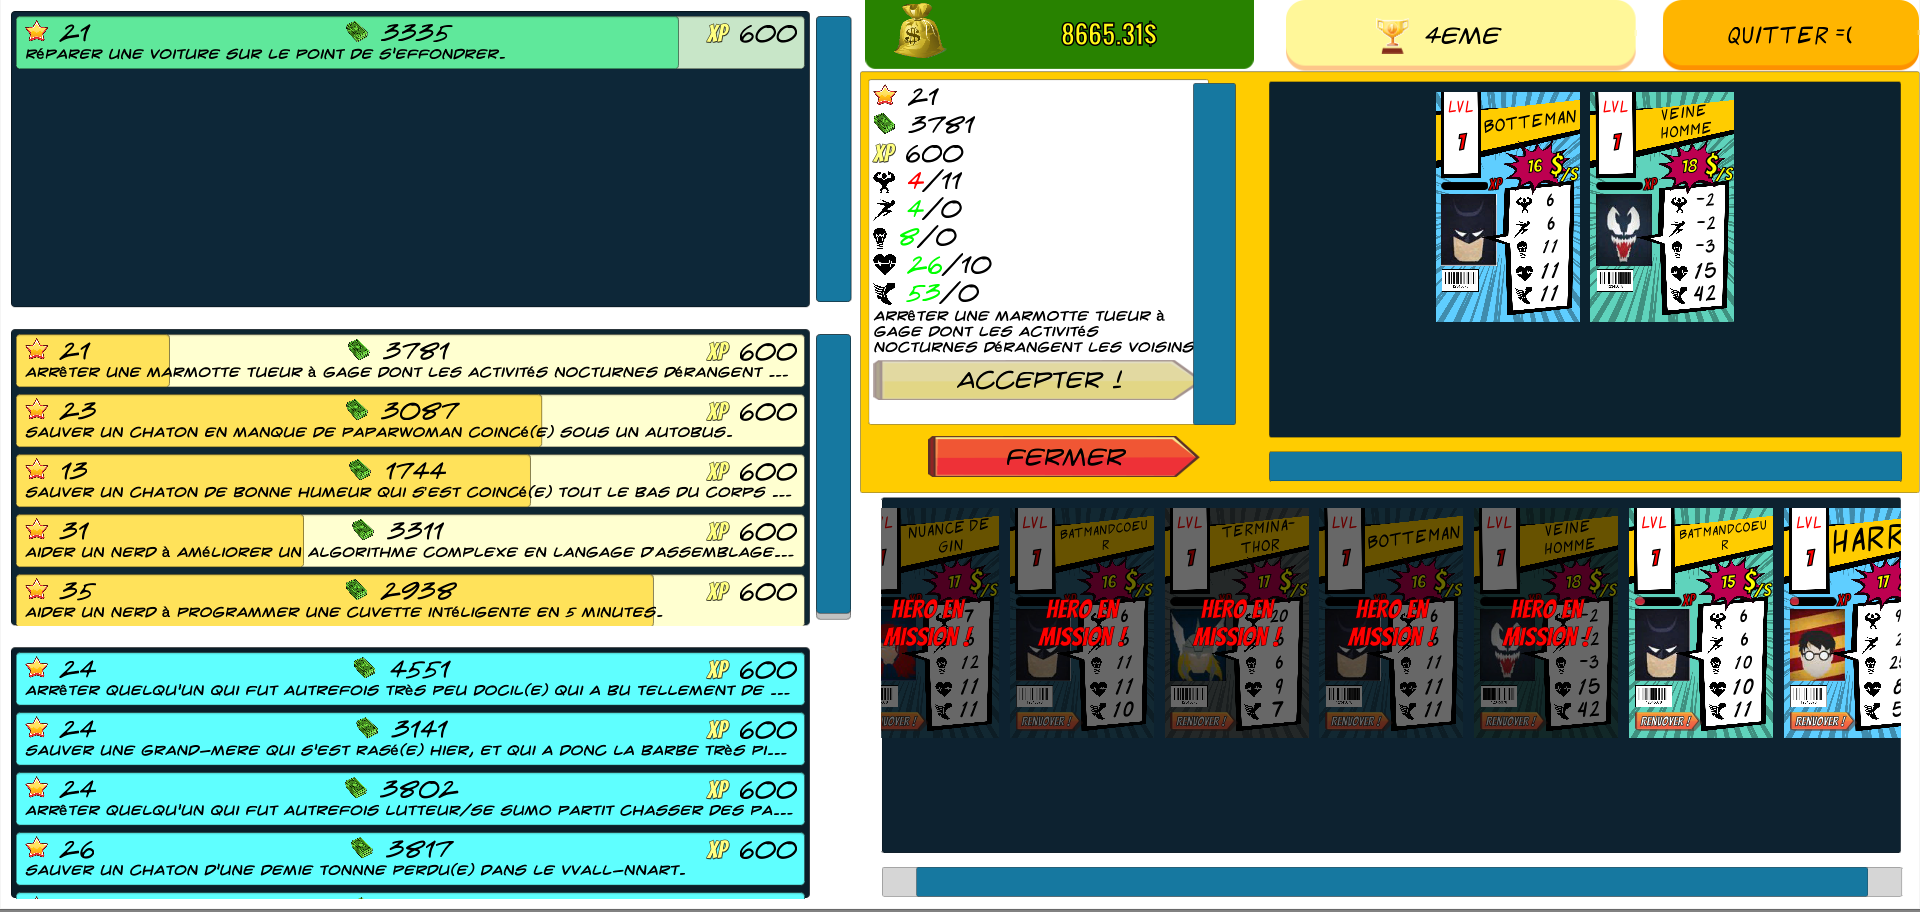 21 3335 XP 600
RéPARER UNE VOITURE SUR LE POINT DE S'EFFONDRER.
21 3781 XP 600
ARRêTER UNE MARMOTTE TUEUR à GAGE DONT LES ACTIVITéS NOCTURNES DéRANGENT ...
23 3087 XP 600
SAUVER UN CHATON EN MANQUE DE PAPARWOMAN COINCé(E) SOUS UN AUTOBUS.
13 1744 XP 600
SAUVER UN CHATON DE BONNE HUMEUR QUI S'EST COINCé(E) TOUT LE BAS DU CORPS ...
31 3311 XP 600
AIDER UN NERD à AMéLIORER UN ALGORITHME COMPLEXE EN LANGAGE D'ASSEMBLAGE...
35 2938 XP 600
AIDER UN NERD à PROGRAMMER UNE CUVETTE INTéLIGENTE EN 5 MINUTES.
24 4551 XP 600
ARRêTER QUELQU'UN QUI FUT AUTREFOIS TRèS PEU DOCIL(E) QUI A BU TELLEMENT DE ...
24 3141 XP 600
SAUVER UNE GRAND-MERE QUI S'EST RASé(E) HIER, ET QUI A DONC LA BARBE TRèS PI...
24 3802 XP 600
ARRêTER QUELQU'UN QUI FUT AUTREFOIS LUTTEUR/SE SUMO PARTIT CHASSER DES PA...
26 3817 XP 600
SAUVER UN CHATON D'UNE DEMIE TONNNE PERDU(E) DANS LE VVALL-NNART.
8665.31$
4EME
QUITTER =(
21
3781
XP 600
4/11
4/0
8/0
26/10
53/0
ARRêTER UNE MARMOTTE TUEUR à
GAGE DONT LES ACTIVITéS
NOCTURNES DéRANGENT LES VOISINS
ACCEPTER !
FERMER
LVL
1
BOTTEMAN
16 $/S
XP
6
6
11
11
11
LVL
1
VEINE
HOMME
18 $/S
XP
-2
-2
-3
15
42
NUANCE DE
GIN
17 $/S
HERO EN
MISSION !
7
12
11
11
RENVOYER !
LVL
1
BATMANDCOEU
R
16 $/S
HERO EN
MISSION !
6
6
11
11
10
RENVOYER !
LVL
1
TERMINA-
THOR
17 $/S
HERO EN
MISSION !
20
6
9
7
RENVOYER !
LVL
1
BOTTEMAN
16 $/S
HERO EN
MISSION !
6
6
11
11
11
RENVOYER !
LVL
1
VEINE
HOMME
18 $/S
HERO EN
MISSION !
-2
-2
-3
15
42
RENVOYER !
LVL
1
BATMANDCOEU
R
15 $/S
XP
6
6
10
10
11
RENVOYER !
LVL
1
HARR
17
XP
RENVOYER !